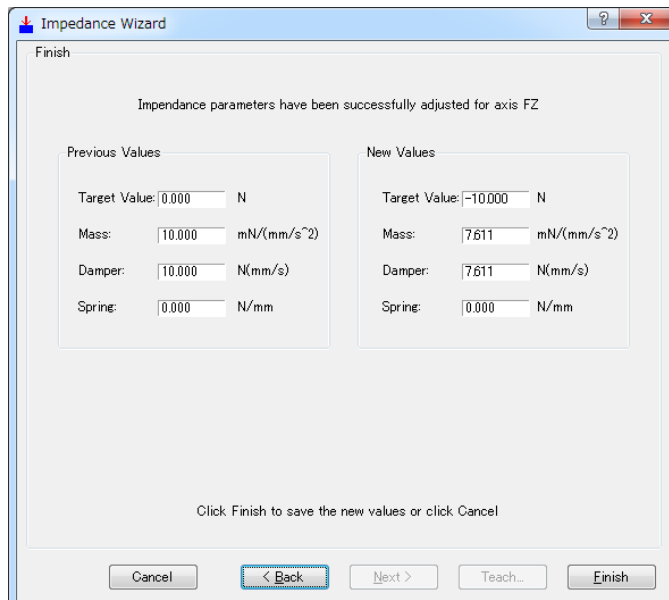 Impedance Wizard
Finish
Impendance parameters have been successfully adjusted for axis FZ
Previous Values
Target Value: 0.000 N
Mass: 10.000 mN/(mm/s^2)
Damper: 10.000 N(mm/s)
Spring: 0.000 N/mm
New Values
Target Value: -10.000 N
Mass: 7.611 mN/(mm/s^2)
Damper: 7.611 N(mm/s)
Spring: 0.000 N/mm
Click Finish to save the new values or click Cancel
Cancel < Back Next > Teach... Finish